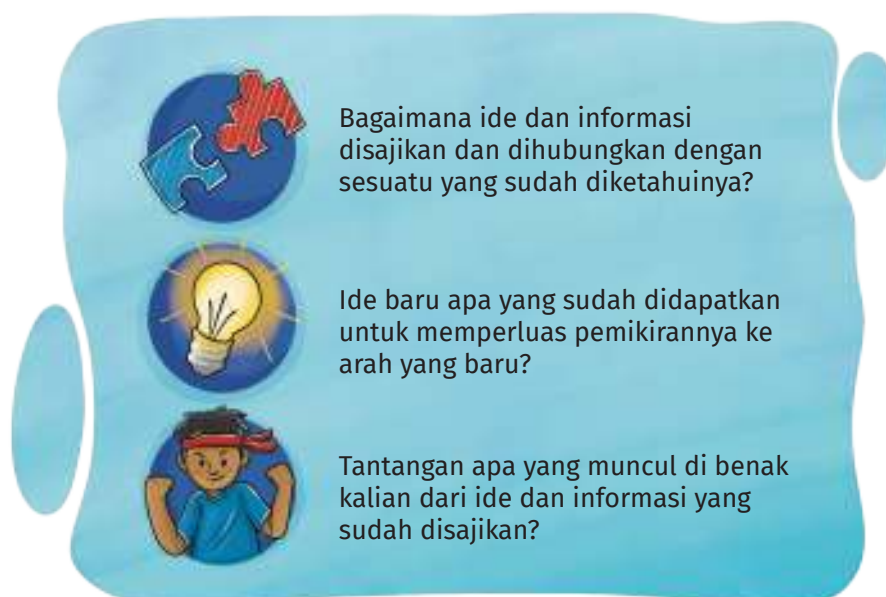 Bagaimana ide dan informasi
disajikan dan dihubungkan dengan
sesuatu yang sudah diketahuinya?
Ide baru apa yang sudah didapatkan
untuk memperluas pemikirannya ke
arah yang baru?
Tantangan apa yang muncul di benak
kalian dari ide dan informasi yang
sudah disajikan?